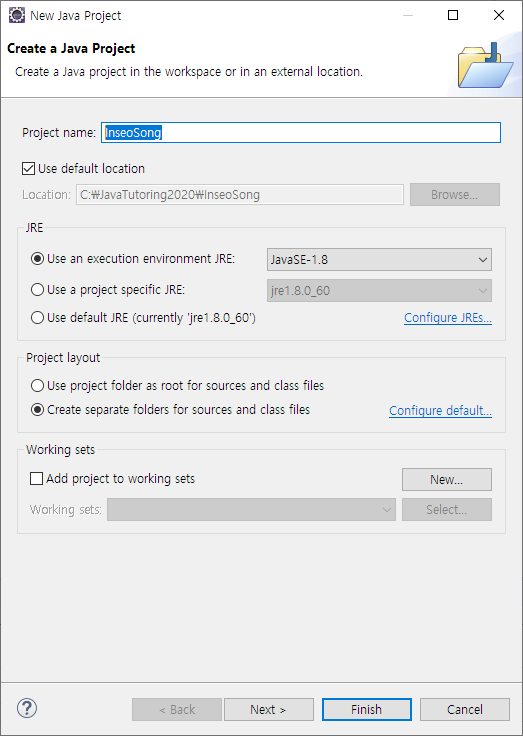 New Java Project
Create a Java Project
Create a Java project in the workspace or in an external location.
Project name: InseoSong
Use default location
Location: C:₩JavaTutoring2020₩InseoSong Browse...
JRE
Use an execution environment JRE: JavaSE-1.8
Use a project specific JRE: jre1.8.0_60
Use default JRE (currently 'jre1.8.0_60') Configure JREs...
Project layout
Use project folder as root for sources and class files
Create separate folders for sources and class files Configure default...
Working sets
Add project to working sets New...
Working sets: Select...
? < Back Next > Finish Cancel